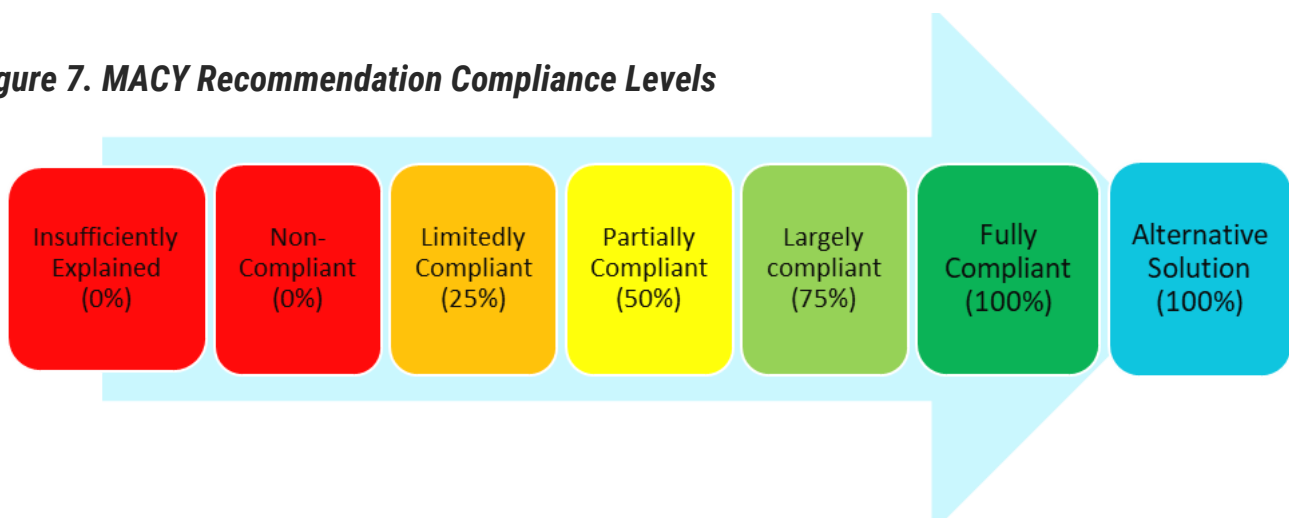 gure 7. MACY Recommendation Compliance Levels
Insufficiently
Explained
(0%)
Non-
Compliant
(0%)
Limitedly
Compliant
(25%)
Partially
Compliant
(50%)
Largely
compliant
(75%)
Fully
Compliant
(100%)
Alternative
Solution
(100%)